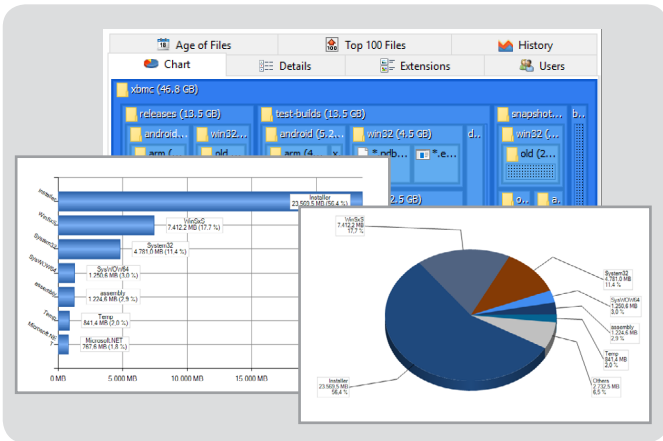 Age of Files
Top 100 Files
History
Chart
Details
Extensions
Users
xbmc (46.8 GB)
releases (13.5 GB)
test-builds (13.5 GB)
snapshot...
b...
android...
win32...
android (5.2...
win32 (4.5 GB)
d..
win (...
arm (...
old ...
arm (4...
x
*.pdb...
*.e...
old (2...
2.5 GB)
o..
a.
Installer
23.503,5 MB (56,4 %)
WinSxS
WinSxS
7.412,2 MB (17,7 %)
System32
System32
4.781,0 MB (11,4 %)
SysWOW64
SysWOW64
1.250,6 MB (3,0 %)
assembly
assembly
1.224,6 MB (2,9 %)
Temp
Temp
841,4 MB (2,0 %)
Microsoft.NET
767,6 MB (1,8 %)
0 MB
5.000 MB
10.000 MB
15.000 MB
WinSxS
7.412,2 MB
17,7 %
System32
4.781,0 MB
11,4 %
SysWOW64
1.250,6 MB
3,0 %
assembly
1.224,6 MB
2,9 %
Temp
841,4 MB
2,0 %
Others
2.732,5 MB
6,5 %
Installer
23.503,5 MB
56,4 %